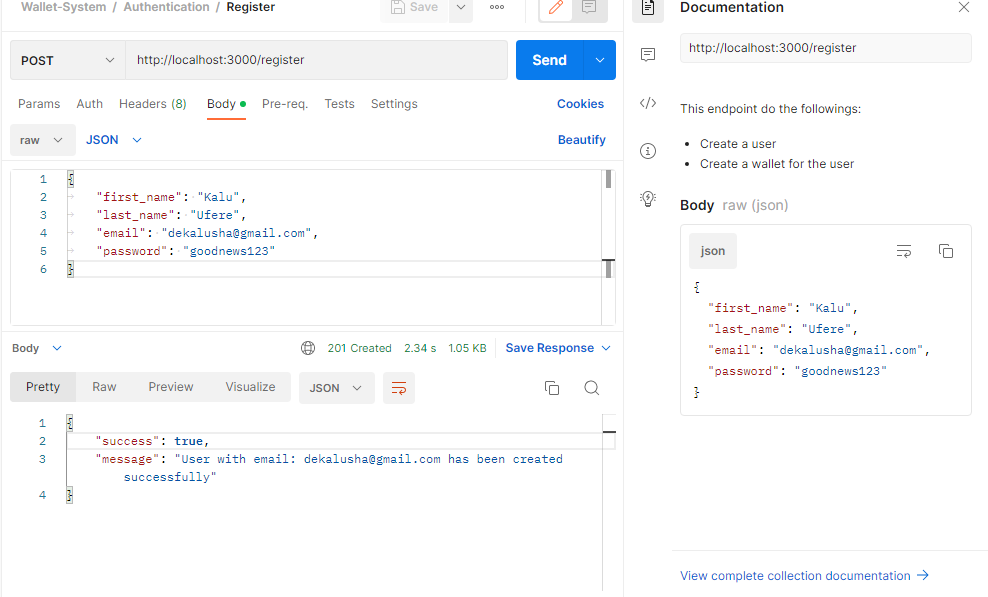 Wallet-System / Authentication / Register
Save
Documentation
POST
http://localhost:3000/register
Send
Params Auth Headers (8) Body Pre-req. Tests Settings
Cookies
raw
JSON
Beautify
1 {
2 "first_name": "Kalu",
3 "last_name": "Ufere",
4 "email": "dekalusha@gmail.com",
5 "password": "goodnews123"
6 }
Body
201 Created 2.34 s 1.05 KB
Save Response
Pretty Raw Preview Visualize
JSON
1 {
2 "success": true,
3 "message": "User with email: dekalusha@gmail.com has been created
successfully"
4 }
http://localhost:3000/register
This endpoint do the followings:
• Create a user
• Create a wallet for the user
Body raw (json)
json
{
"first_name": "Kalu",
"last_name": "Ufere",
"email": "dekalusha@gmail.com",
"password": "goodnews123"
}
View complete collection documentation →